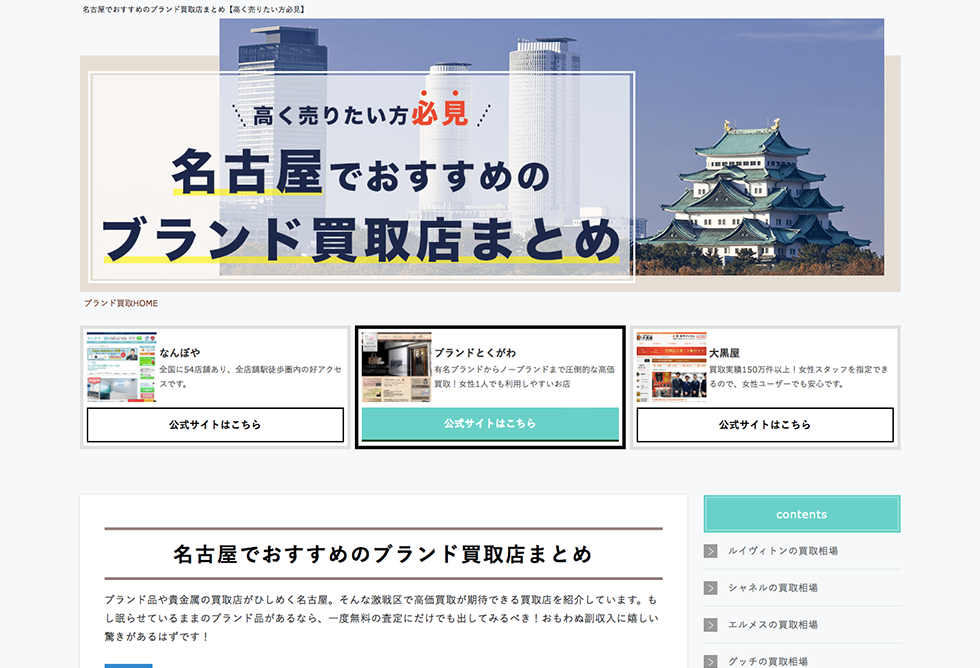 名古屋でおすすめのブランド買取店まとめ【高く売りたい方必見】
高く売りたい方必見
名古屋でおすすめの
ブランド買取店まとめ
ブランド買取HOME
なんぼや
全国に54店舗あり、全店舗駅徒歩圏内の好アクセ
スです。
公式サイトはこちら
ブランドとくがわ
有名ブランドからノーブランドまで圧倒的な高価
買取！女性1人でも利用しやすいお店
公式サイトはこちら
大黒屋
買取実績150万件以上！女性スタッフを指定でき
るので、女性ユーザーでも安心です。
公式サイトはこちら
名古屋でおすすめのブランド買取店まとめ
ブランド品や貴金属の買取店がひしめく名古屋。そんな激戦区で高価買取が期待できる買取店を紹介しています。も
し眠らせているままのブランド品があるなら、一度無料の査定にだけでも出してみるべき！おもわぬ副収入に嬉しい
驚きがあるはずです！
contents
ルイヴィトンの買取相場
シャネルの買取相場
エルメスの買取相場
グッチの買取相場